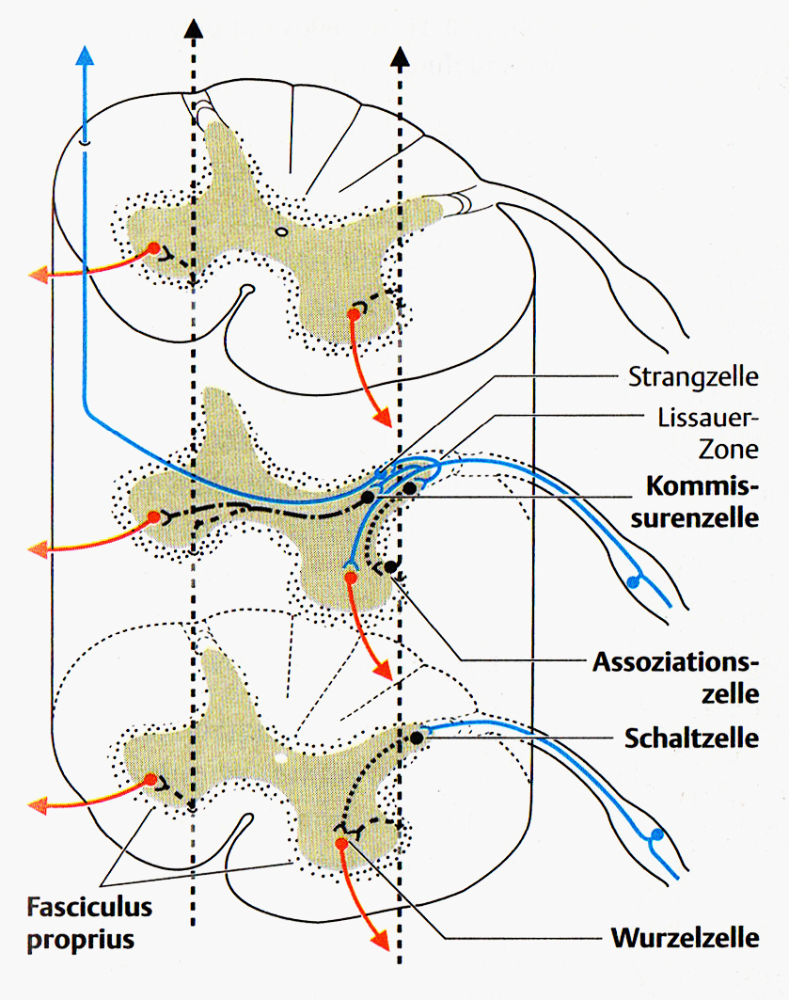 Strangzelle
Lissauer-
Zone
Kommis-
surenzelle
Assoziations-
zelle
Schaltzelle
Fasciculus
proprius
Wurzelzelle